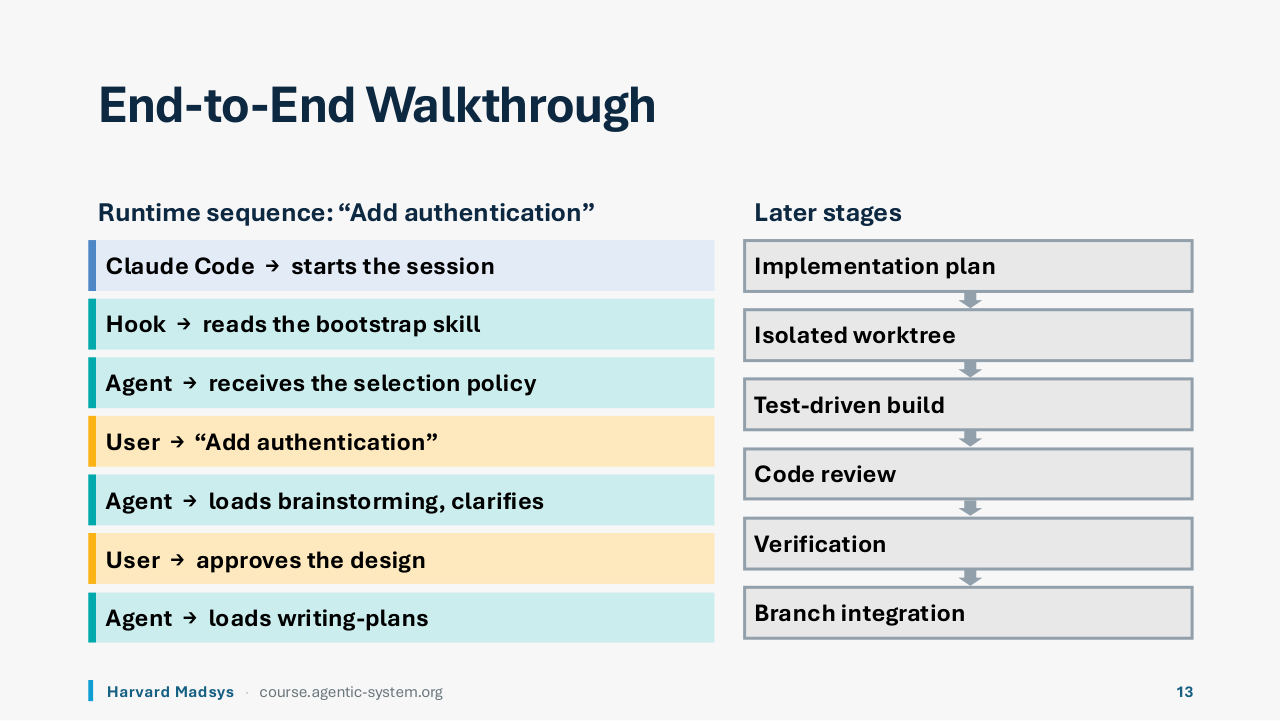 End-to-End Walkthrough
Runtime sequence: “Add authentication”
Claude Code → starts the session
Hook → reads the bootstrap skill
Agent → receives the selection policy
User → “Add authentication”
Agent → loads brainstorming, clarifies
User → approves the design
Agent → loads writing-plans
Later stages
Implementation plan
Isolated worktree
Test-driven build
Code review
Verification
Branch integration
Harvard Madsys · course.agentic-system.org
13